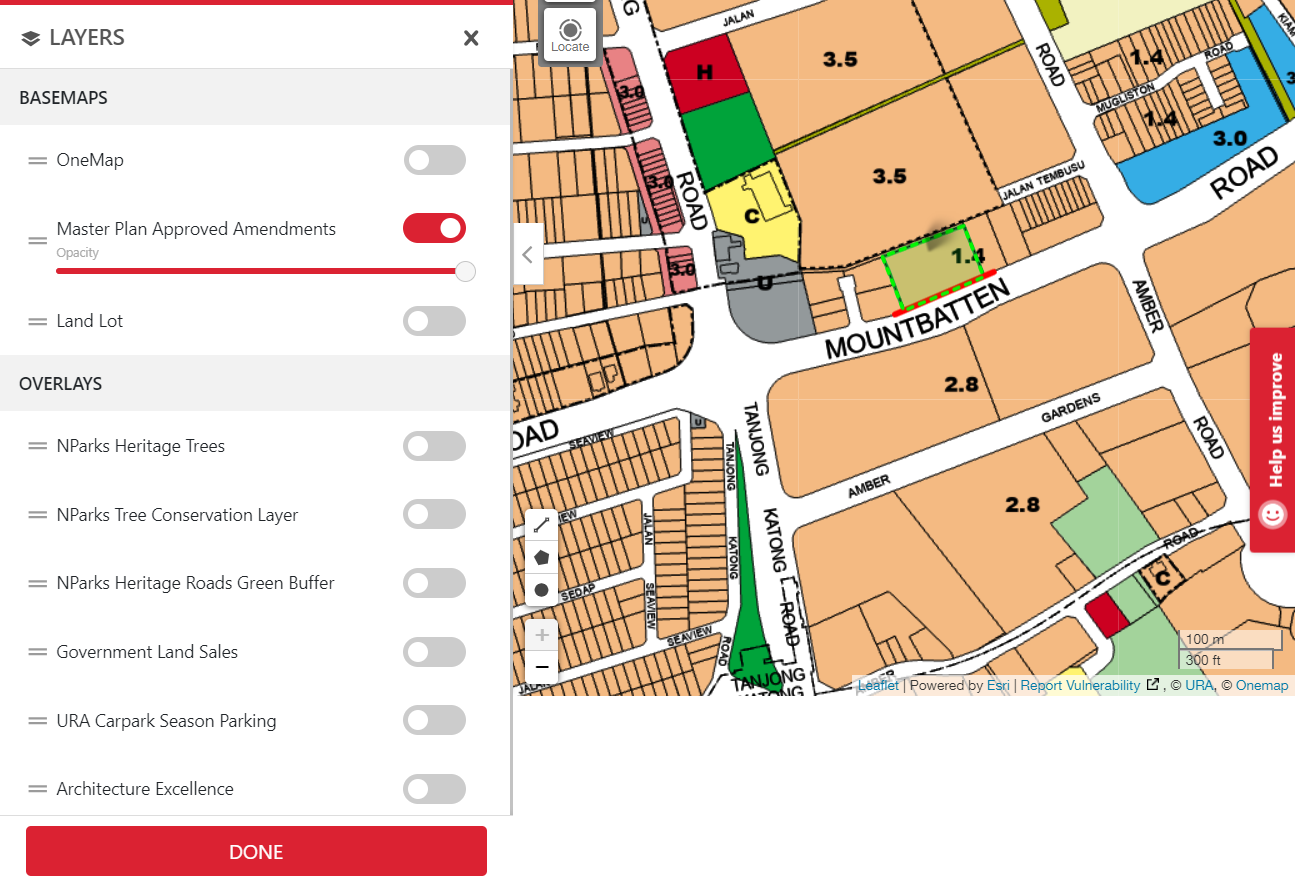 LAYERS
BASEMAPS
OneMap
Master Plan Approved Amendments
Opacity
Land Lot
OVERLAYS
NParks Heritage Trees
NParks Tree Conservation Layer
NParks Heritage Roads Green Buffer
Government Land Sales
URA Carpark Season Parking
Architecture Excellence
DONE
Locate
JALAN
ROAD
3.5
H
3.0
1.4
ROAD
MUGLISTON
1.4
3.0
ROAD
3.0
ROAD
3.5
JALAN TEMBUSU
C
U
3.0
U
1.4
MOUNTBATTEN
AMBER
2.8
TANJONG
GARDENS
ROAD
Help us improve
U
SEAVIEW
TANJONG
AMBER
2.8
KATONG
JALAN
KATONG
ROAD
C
SEDAP
SEAVIEW
ROAD
SEAVIEW
ROAD
TANJONG
KATONG
AMBER
+
−
100 m
300 ft
Leaflet | Powered by Esri | Report Vulnerability , © URA, © Onemap